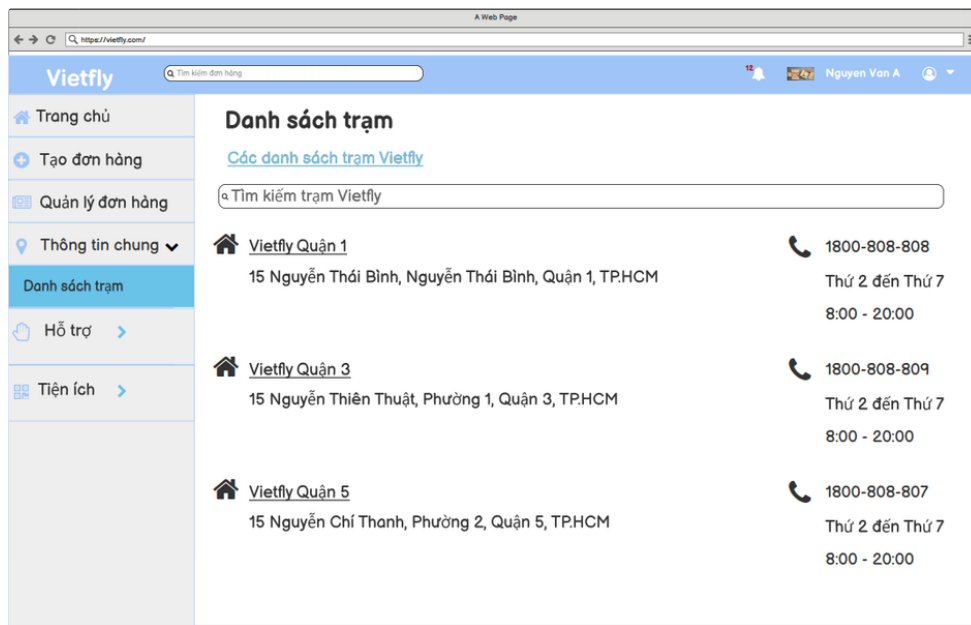 A Web Page
https://vietfly.com/
Vietfly
Tìm kiếm đơn hàng
12
Nguyen Van A
Trang chủ
Tạo đơn hàng
Quản lý đơn hàng
Thông tin chung
Danh sách trạm
Hỗ trợ
Tiện ích
Danh sách trạm
Các danh sách trạm Vietfly
Tìm kiếm trạm Vietfly
Vietfly Quận 1
15 Nguyễn Thái Bình, Nguyễn Thái Bình, Quận 1, TP.HCM
1800-808-808
Thứ 2 đến Thứ 7
8:00 - 20:00
Vietfly Quận 3
15 Nguyễn Thiên Thuật, Phường 1, Quận 3, TP.HCM
1800-808-809
Thứ 2 đến Thứ 7
8:00 - 20:00
Vietfly Quận 5
15 Nguyễn Chí Thanh, Phường 2, Quận 5, TP.HCM
1800-808-807
Thứ 2 đến Thứ 7
8:00 - 20:00